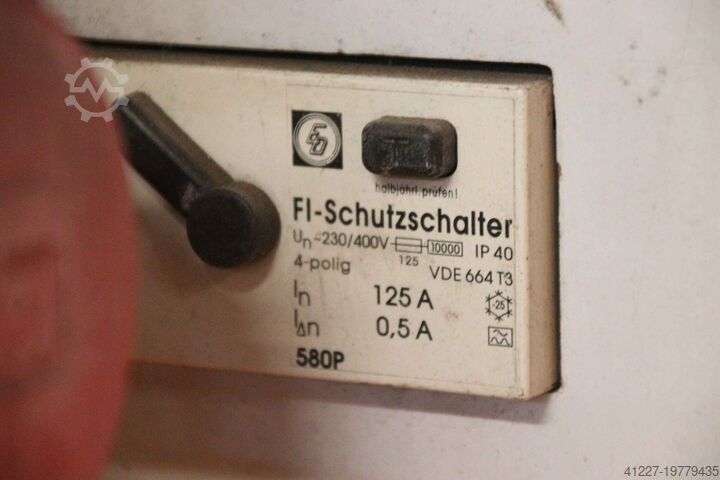 halbjährl. prüfen!
FI-Schutzschalter
Un~230/400V 10000 IP 40
125
4-polig VDE 664 T3
In 125 A
-25
IΔn 0,5 A
580P
41227-19779435